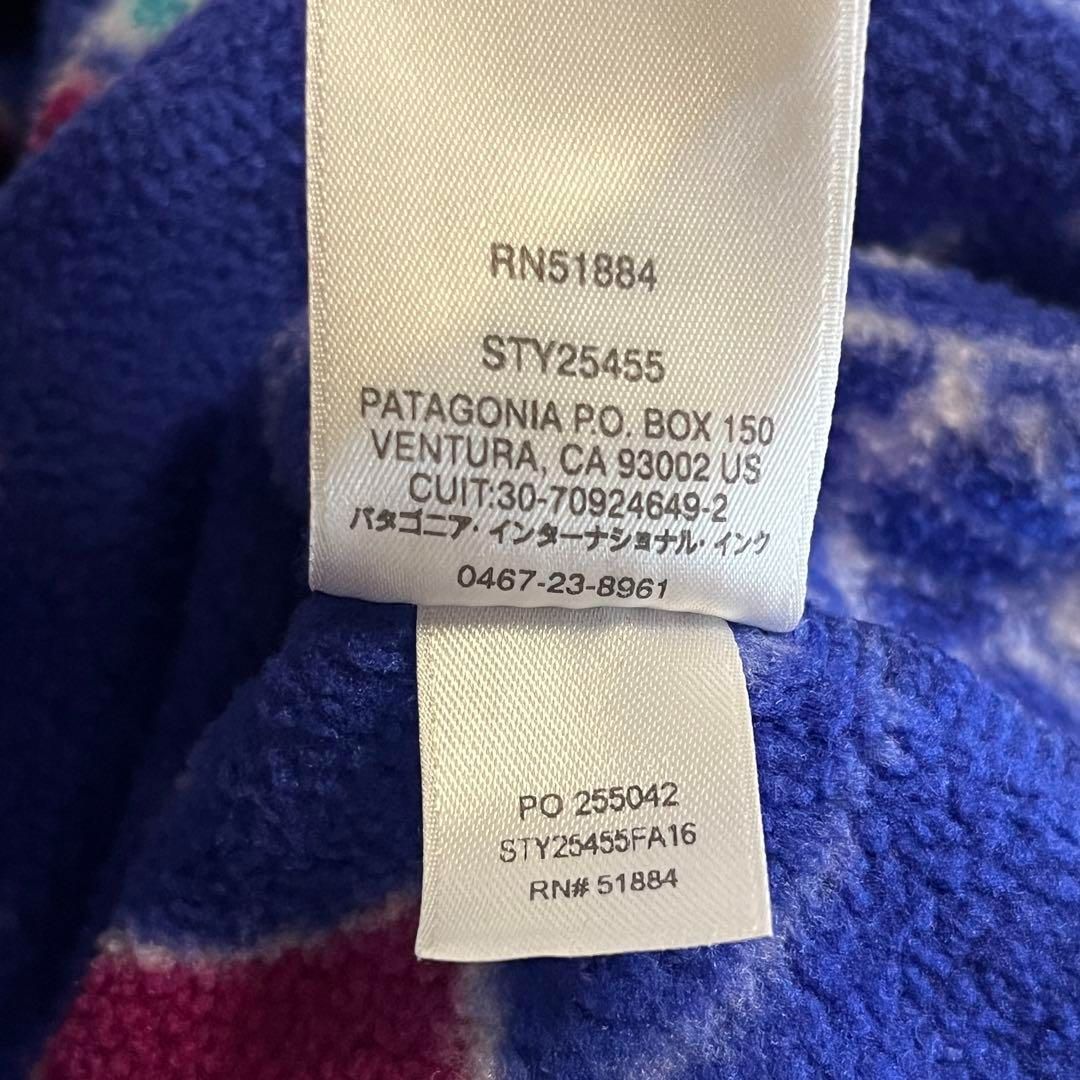 RN51884
STY25455
PATAGONIA P.O. BOX 150
VENTURA, CA 93002 US
CUIT:30-70924649-2
パタゴニア・インターナショナル・インク
0467-23-8961
PO 255042
STY25455FA16
RN# 51884